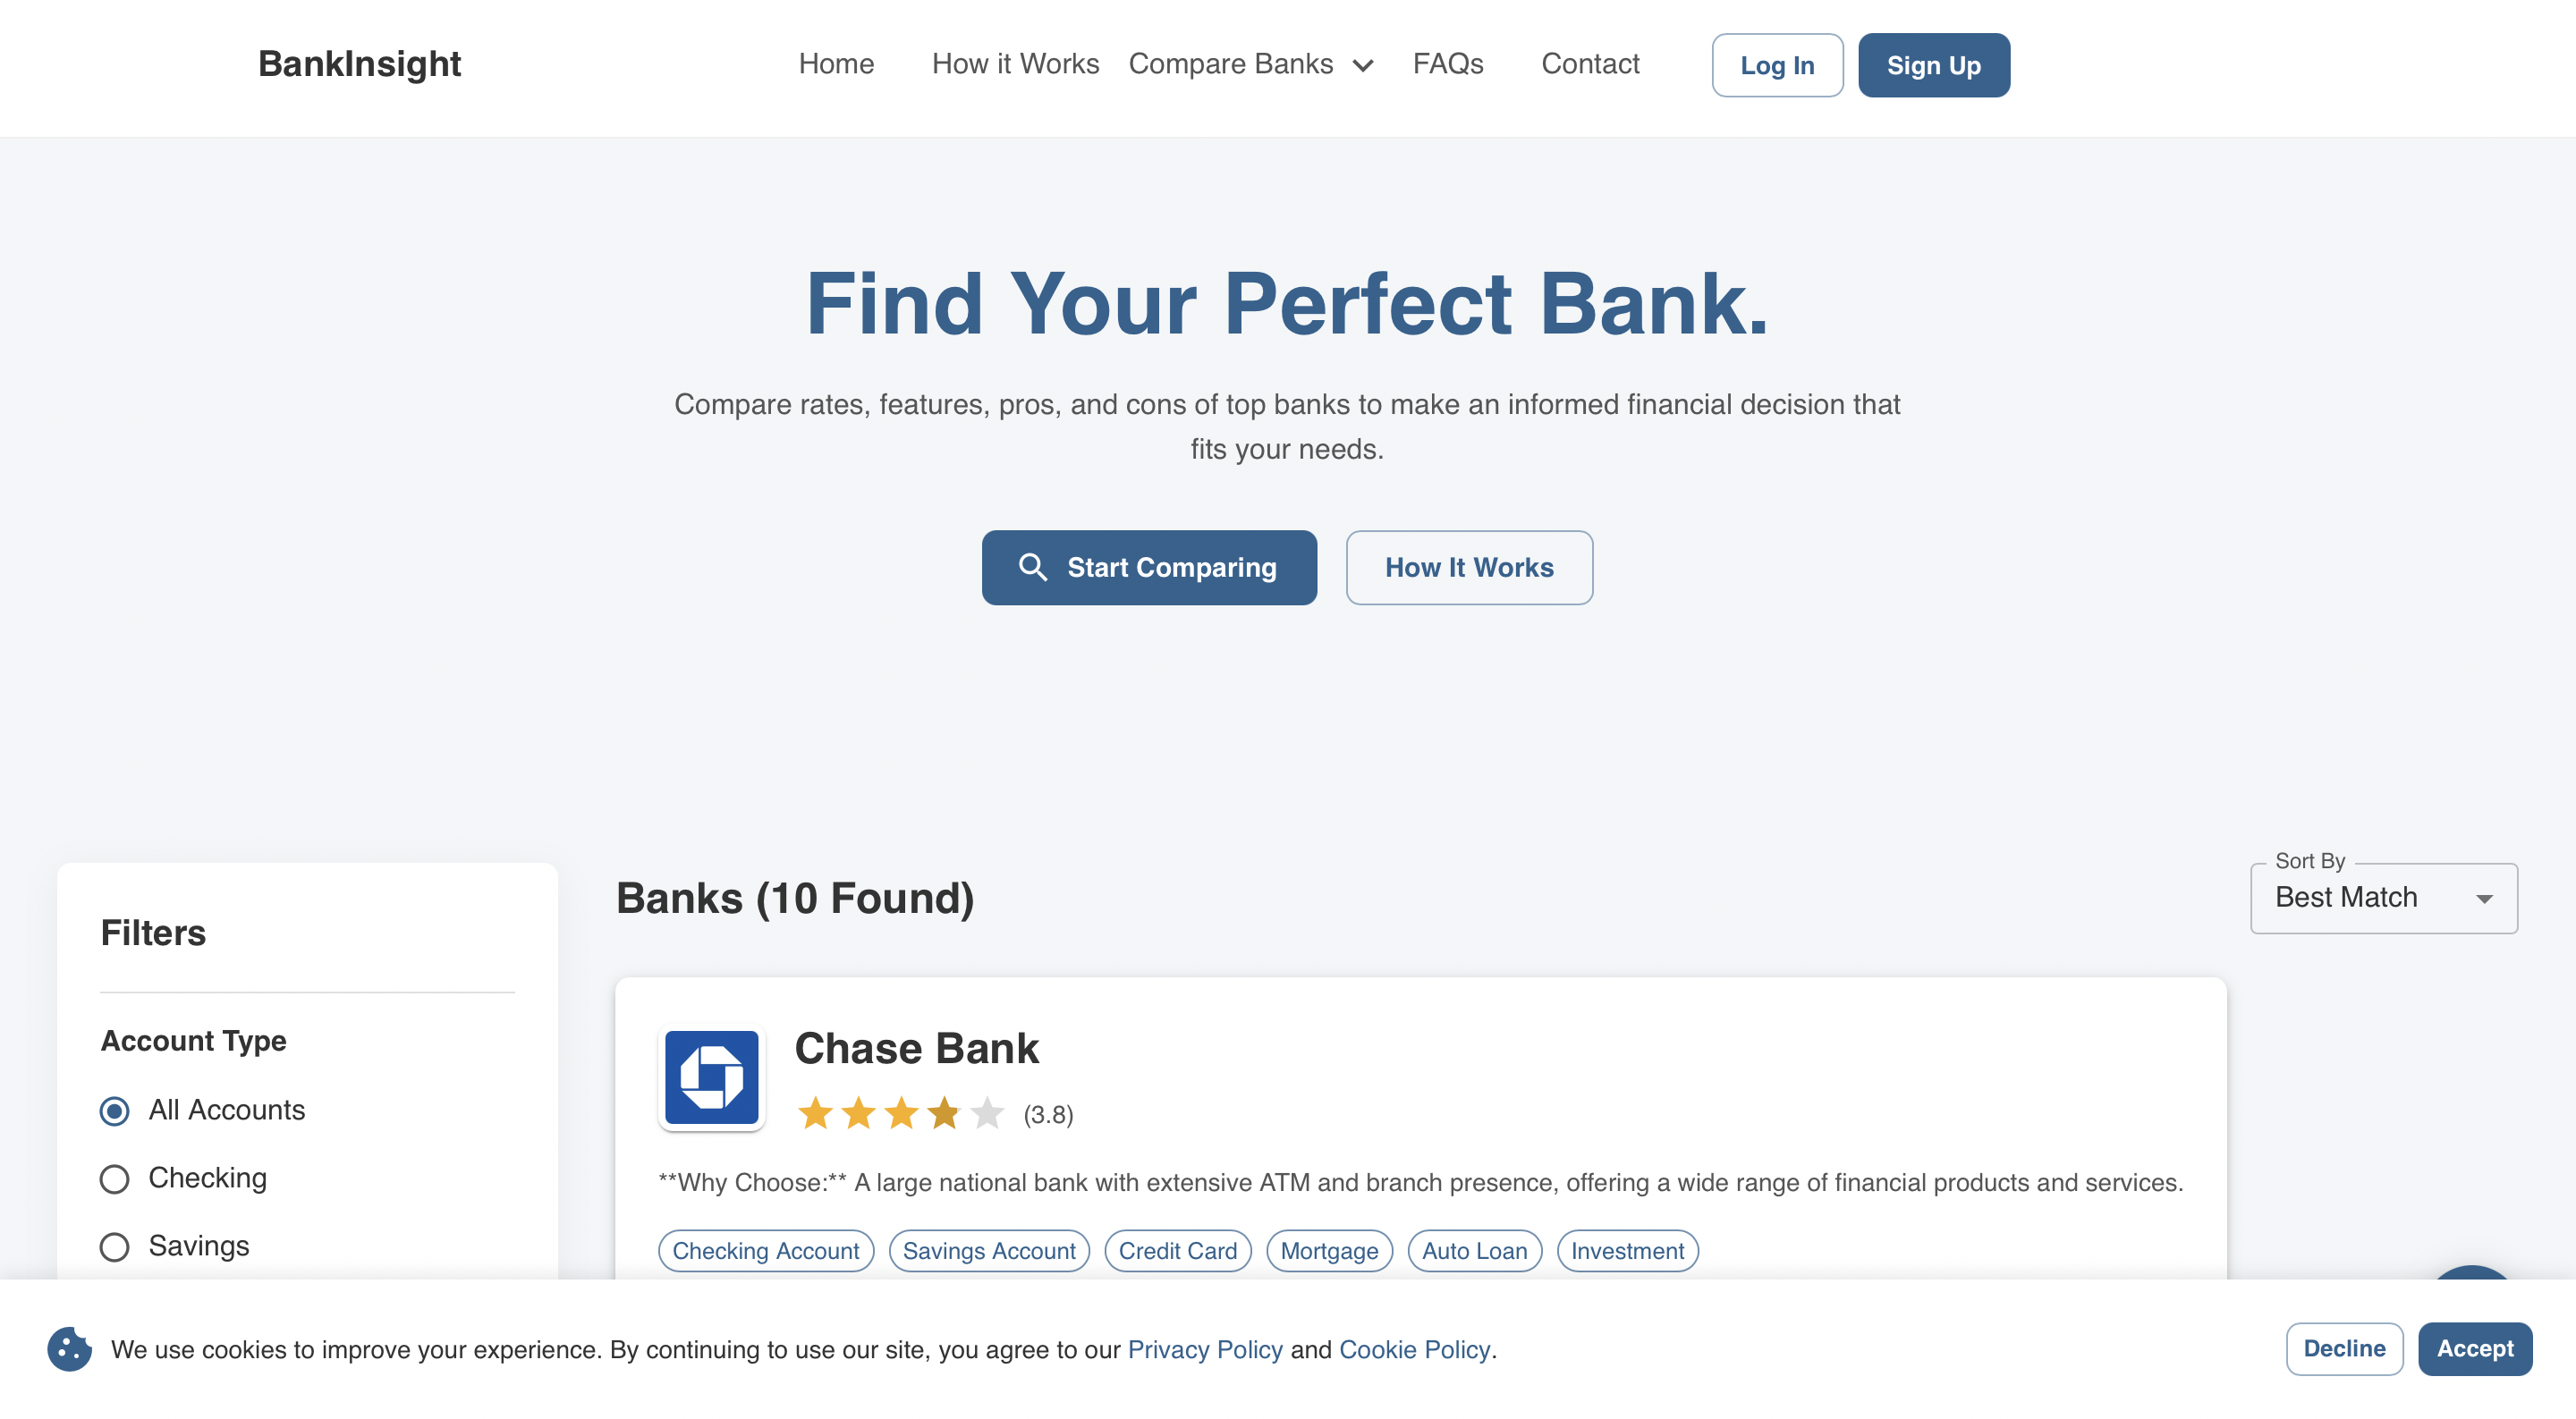 BankInsight
Home
How it Works
Compare Banks
FAQs
Contact
Log In
Sign Up
Find Your Perfect Bank.
Compare rates, features, pros, and cons of top banks to make an informed financial decision that
fits your needs.
Start Comparing
How It Works
Filters
Account Type
All Accounts
Checking
Savings
Banks (10 Found)
Sort By
Best Match
Chase Bank
(3.8)
**Why Choose:** A large national bank with extensive ATM and branch presence, offering a wide range of financial products and services.
Checking Account
Savings Account
Credit Card
Mortgage
Auto Loan
Investment
We use cookies to improve your experience. By continuing to use our site, you agree to our Privacy Policy and Cookie Policy.
Decline
Accept